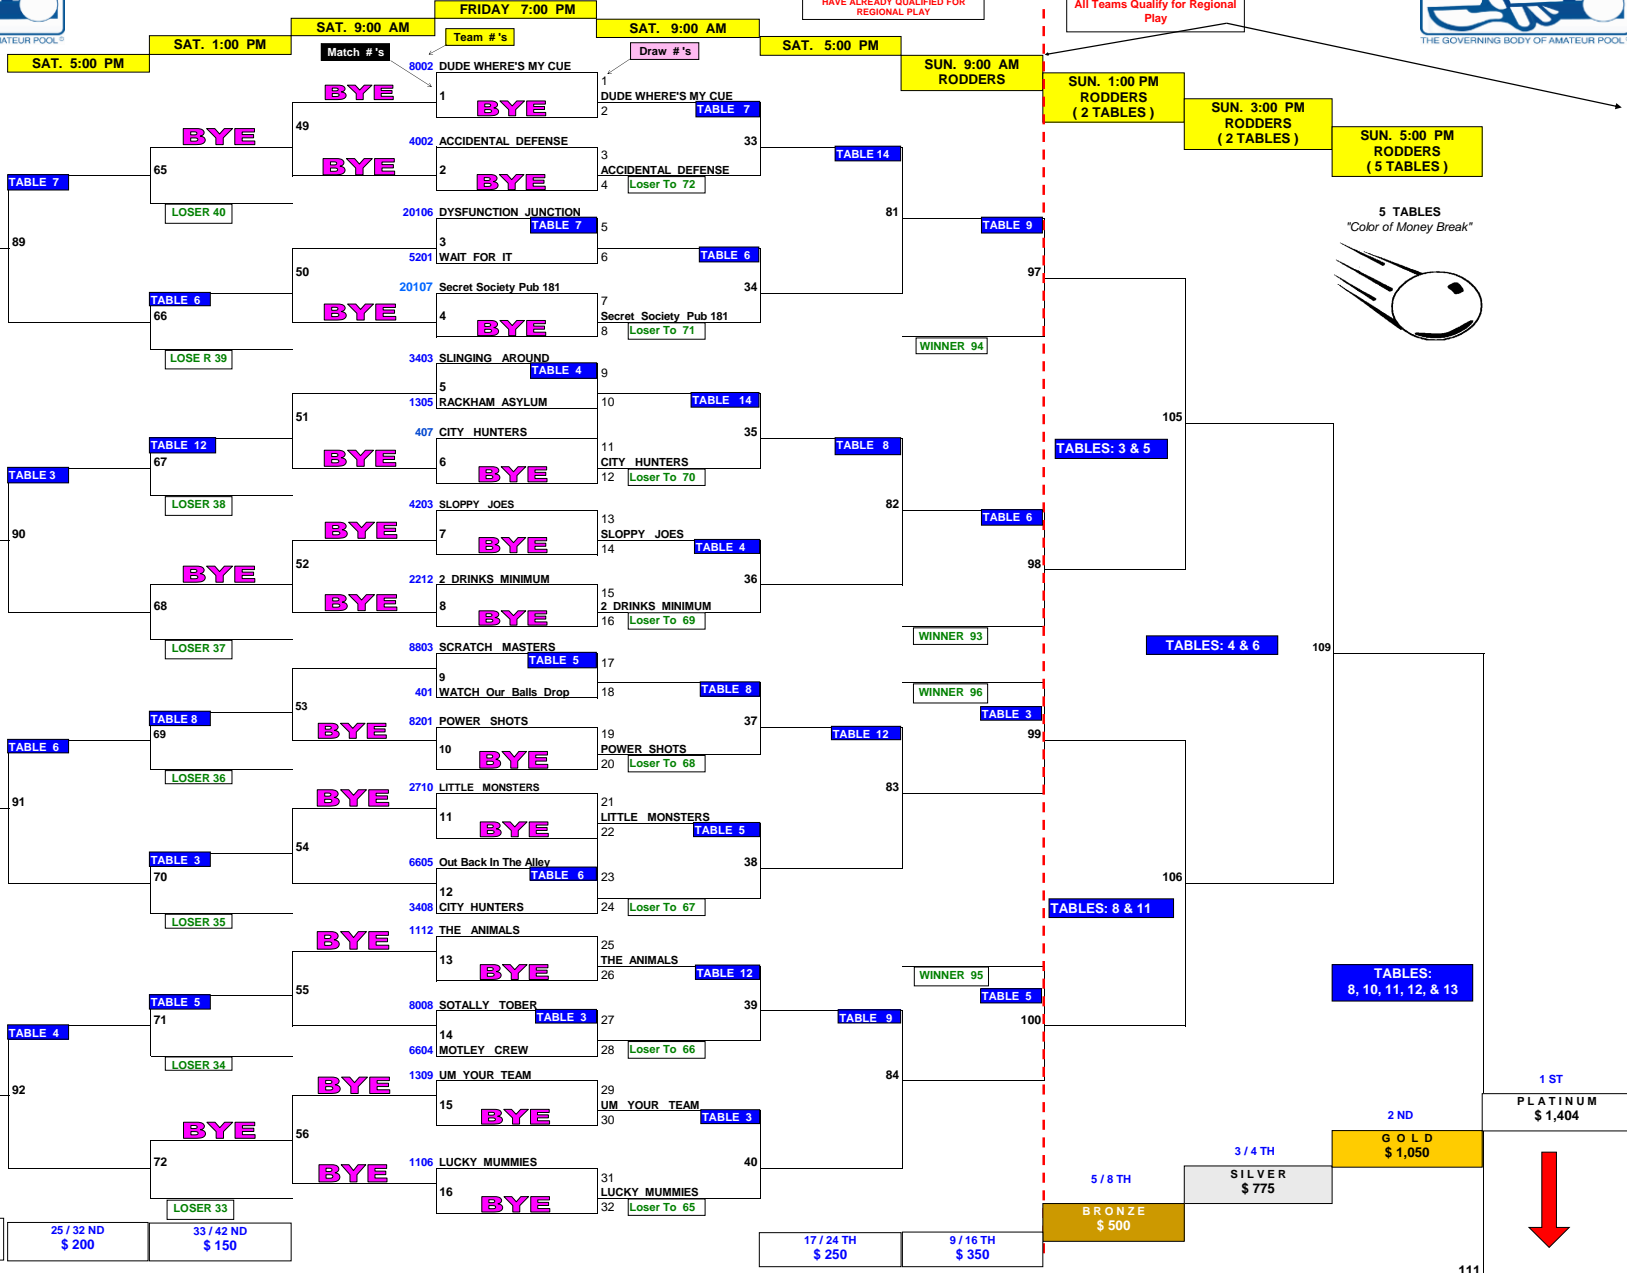 HAVE ALREADY QUALIFIED FOR
REGIONAL PLAY
All Teams Qualify for Regional
Play
THE GOVERNING BODY OF AMATEUR POOL
SAT. 5:00 PM
SAT. 1:00 PM
SAT. 9:00 AM
FRIDAY 7:00 PM
SAT. 9:00 AM
SAT. 5:00 PM
SUN. 9:00 AM
RODDERS
SUN. 1:00 PM
RODDERS
( 2 TABLES )
SUN. 3:00 PM
RODDERS
( 2 TABLES )
SUN. 5:00 PM
RODDERS
( 5 TABLES )
Match # 's
Team # 's
Draw # 's
5 TABLES
"Color of Money Break"
TABLE 7
89
TABLE 3
90
TABLE 6
91
TABLE 4
92
25 / 32 ND
$ 200
BYE
65
LOSER 40
TABLE 6
66
LOSE R 39
TABLE 12
67
LOSER 38
BYE
68
LOSER 37
TABLE 8
69
LOSER 36
TABLE 3
70
LOSER 35
TABLE 5
71
LOSER 34
BYE
72
LOSER 33
33 / 42 ND
$ 150
BYE
49
BYE
50
BYE
51
BYE
BYE
52
BYE
53
BYE
BYE
54
BYE
55
BYE
56
BYE
8002 DUDE WHERE'S MY CUE
1
BYE
1
DUDE WHERE'S MY CUE
2
4002 ACCIDENTAL DEFENSE
2
BYE
3
ACCIDENTAL DEFENSE
4 Loser To 72
20106 DYSFUNCTION JUNCTION
TABLE 7
3
5
5201 WAIT FOR IT
6
20107 Secret Society Pub 181
4
BYE
7
Secret Society Pub 181
8 Loser To 71
3403 SLINGING AROUND
TABLE 4
5
9
1305 RACKHAM ASYLUM
10
407 CITY HUNTERS
6
BYE
11
CITY HUNTERS
12 Loser To 70
4203 SLOPPY JOES
7
BYE
13
SLOPPY JOES
14
2212 2 DRINKS MINIMUM
8
BYE
15
2 DRINKS MINIMUM
16 Loser To 69
8803 SCRATCH MASTERS
TABLE 5
9
17
401 WATCH Our Balls Drop
18
8201 POWER SHOTS
10
BYE
19
POWER SHOTS
20 Loser To 68
2710 LITTLE MONSTERS
11
BYE
21
LITTLE MONSTERS
22
6605 Out Back In The Alley
TABLE 6
12
23
3408 CITY HUNTERS
24 Loser To 67
1112 THE ANIMALS
13
BYE
25
THE ANIMALS
26
8008 SOTALLY TOBER
TABLE 3
14
27
6604 MOTLEY CREW
28 Loser To 66
1309 UM YOUR TEAM
15
BYE
29
UM YOUR TEAM
30
1106 LUCKY MUMMIES
16
BYE
31
LUCKY MUMMIES
32 Loser To 65
TABLE 7
33
TABLE 6
34
TABLE 14
35
TABLE 4
36
TABLE 8
37
TABLE 5
38
TABLE 12
39
TABLE 3
40
17 / 24 TH
$ 250
TABLE 14
81
TABLE 8
82
TABLE 12
83
TABLE 9
84
9 / 16 TH
$ 350
TABLE 9
97
WINNER 94
TABLE 6
98
WINNER 93
WINNER 96
TABLE 3
99
WINNER 95
TABLE 5
100
105
TABLES: 3 & 5
106
TABLES: 8 & 11
5 / 8 TH
BRONZE
$ 500
TABLES: 4 & 6
109
3 / 4 TH
SILVER
$ 775
TABLES:
8, 10, 11, 12, & 13
2 ND
GOLD
$ 1,050
1 ST
PLATINUM
$ 1,404
111